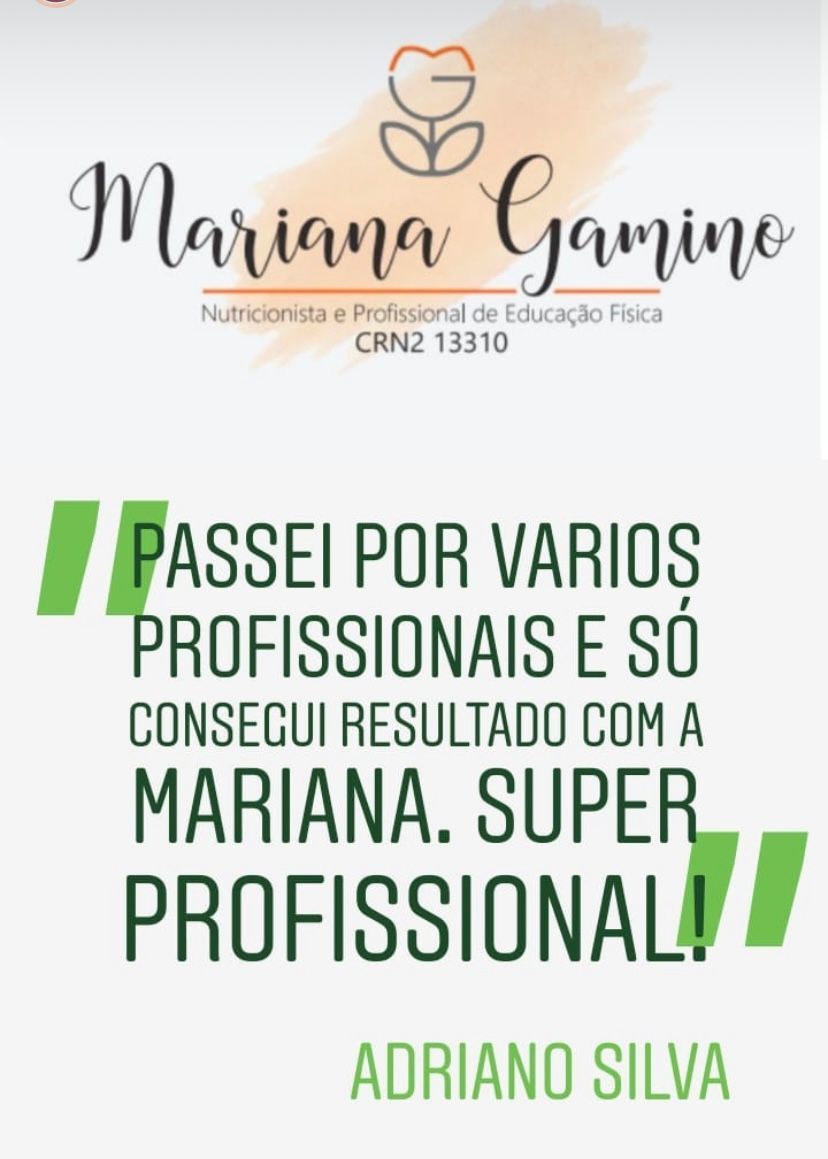 Mariana Gamino
Nutricionista e Profissional de Educação Física
CRN2 13310
"PASSEI POR VARIOS
PROFISSIONAIS E SÓ
CONSEGUI RESULTADO COM A
MARIANA. SUPER
PROFISSIONAL!"
ADRIANO SILVA